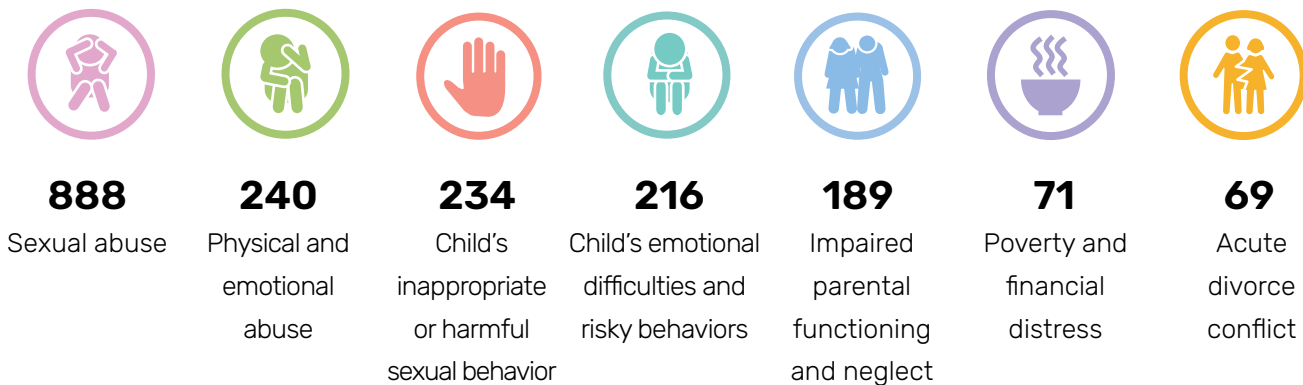 888
Sexual abuse
240
Physical and
emotional
abuse
234
Child's
inappropriate
or harmful
sexual behavior
216
Child's emotional
difficulties and
risky behaviors
189
Impaired
parental
functioning
and neglect
71
Poverty and
financial
distress
69
Acute
divorce
conflict